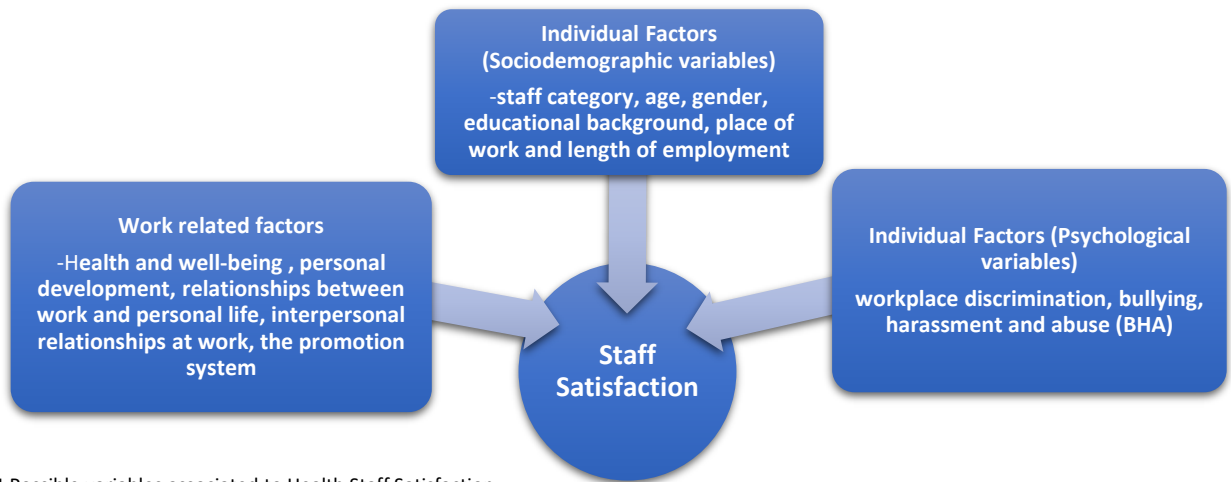 Individual Factors
(Sociodemographic variables)
-staff category, age, gender,
educational background, place of
work and length of employment
Work related factors
-Health and well-being , personal
development, relationships between
work and personal life, interpersonal
relationships at work, the promotion
system
Individual Factors (Psychological
variables)
workplace discrimination, bullying,
harassment and abuse (BHA)
Staff
Satisfaction